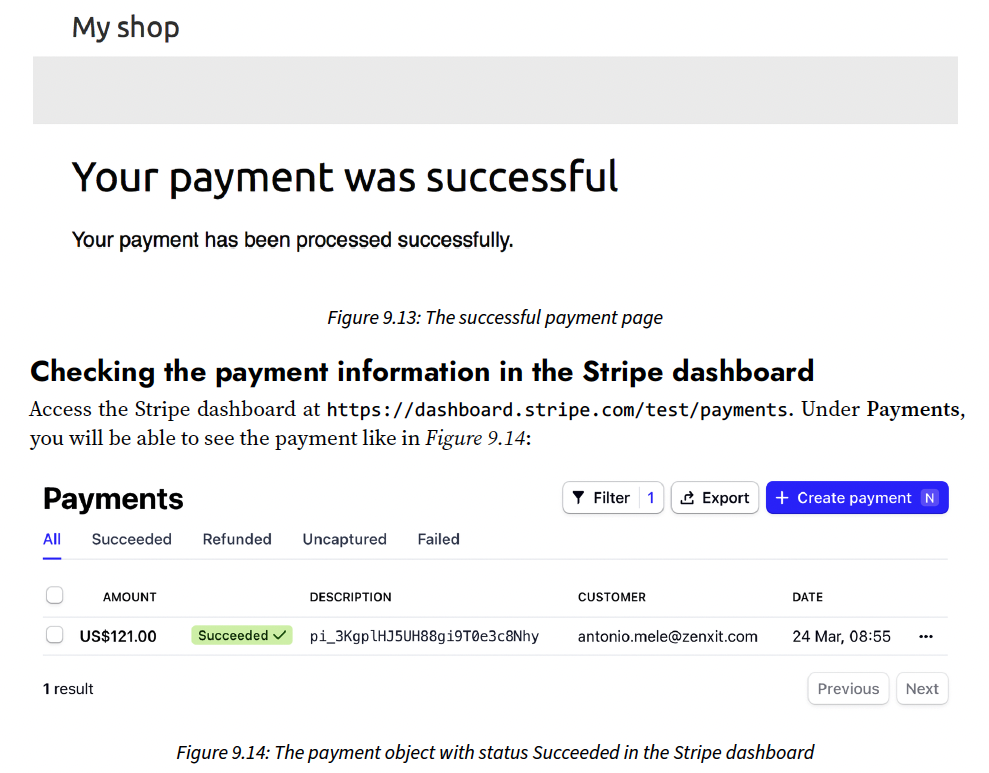 My shop
Your payment was successful
Your payment has been processed successfully.
Figure 9.13: The successful payment page
Checking the payment information in the Stripe dashboard
Access the Stripe dashboard at https://dashboard.stripe.com/test/payments. Under Payments,
you will be able to see the payment like in Figure 9.14:
Payments
Filter 1 Export + Create payment N
All Succeeded Refunded Uncaptured Failed
AMOUNT DESCRIPTION CUSTOMER DATE
US$121.00 Succeeded ✓ pi_3KgplHJ5UH88gi9T0e3c8Nhy antonio.mele@zenxit.com 24 Mar, 08:55 •••
1 result Previous Next
Figure 9.14: The payment object with status Succeeded in the Stripe dashboard